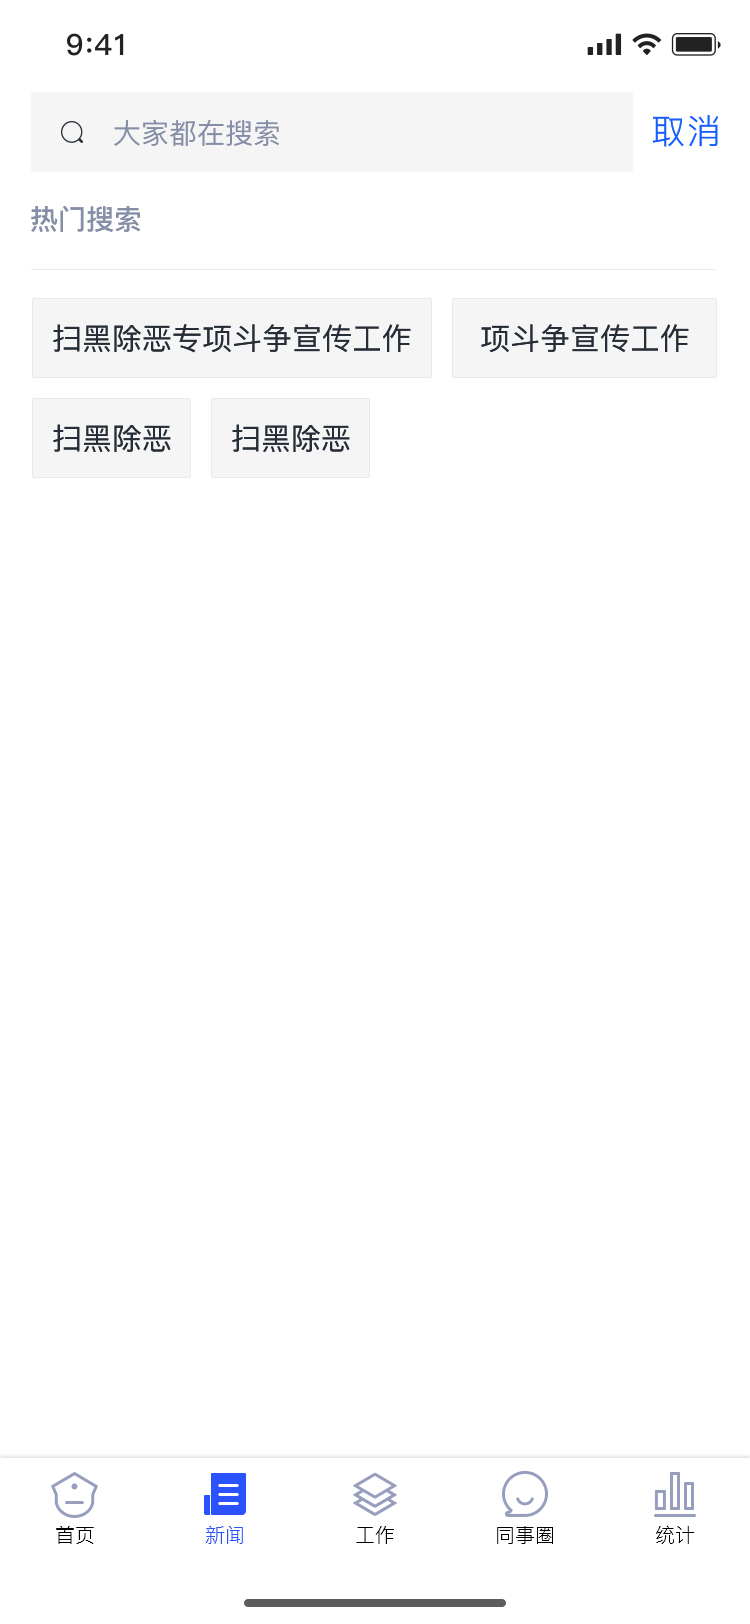 9:41
大家都在搜索 取消
热门搜索
扫黑除恶专项斗争宣传工作 项斗争宣传工作
扫黑除恶 扫黑除恶
首页 新闻 工作 同事圈 统计